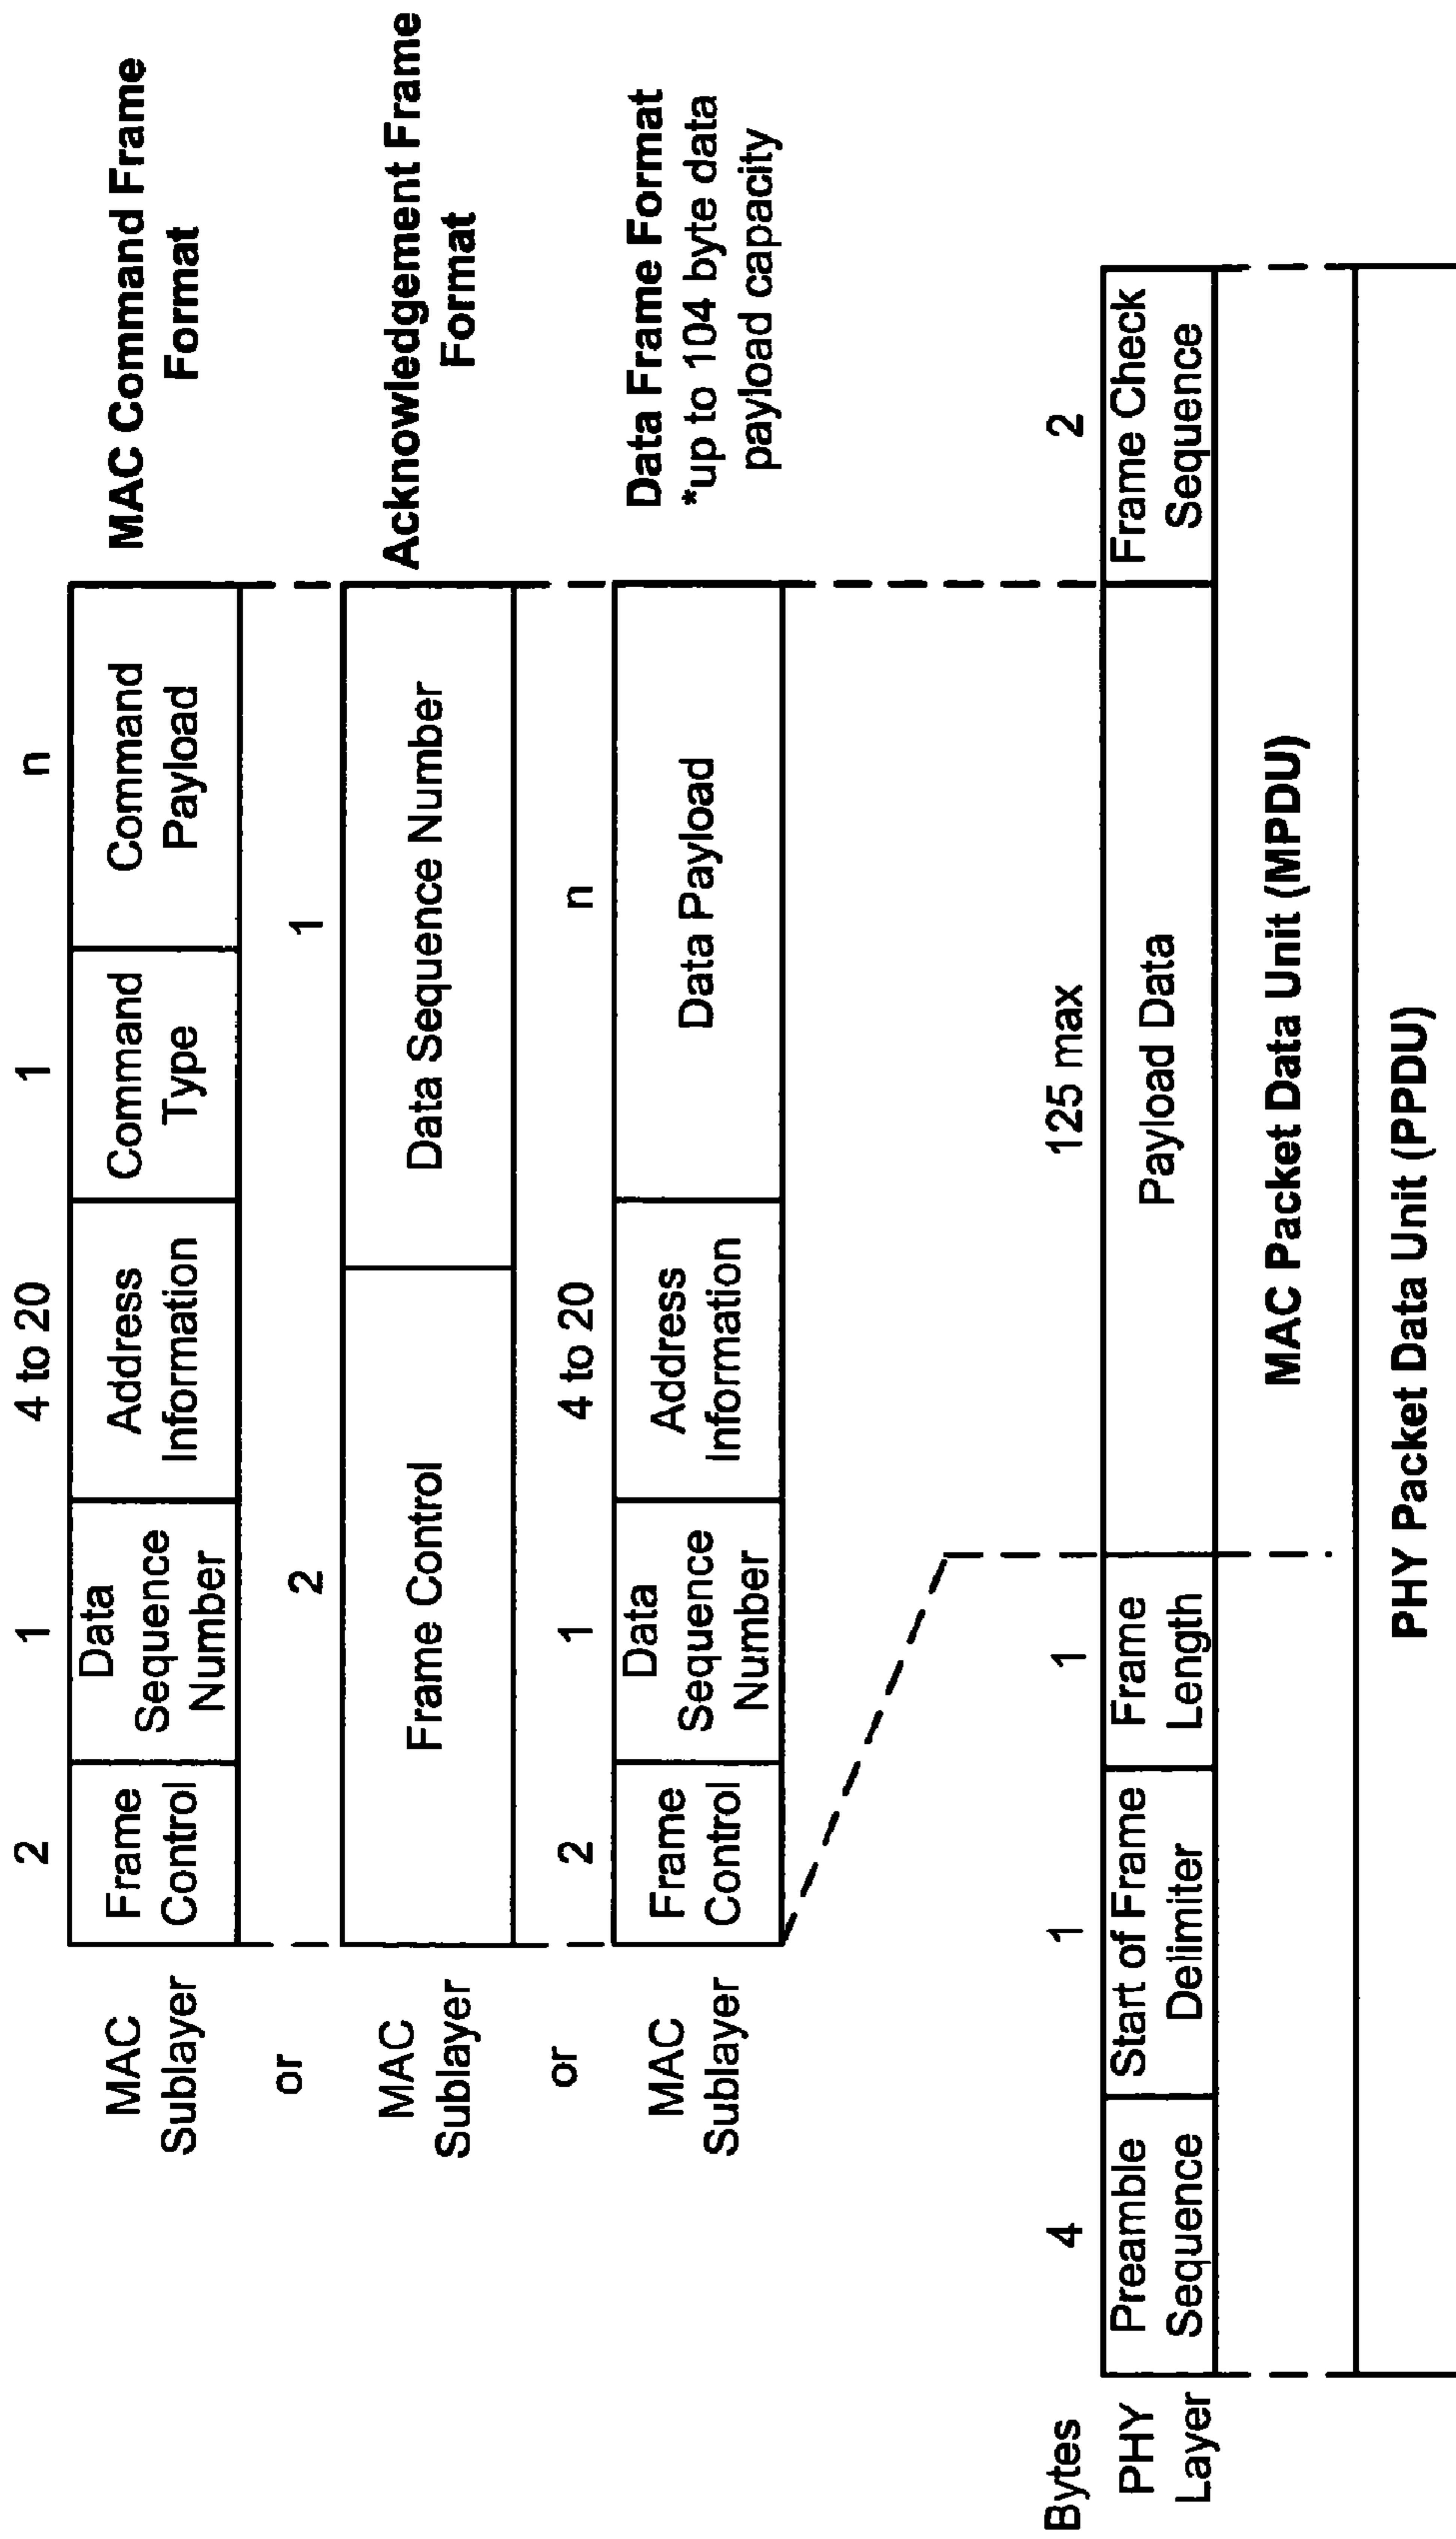 2
1
4 to 20
1
n
MAC
Sublayer
Frame
Control
Data
Sequence
Number
Address
Information
Command
Type
Command
Payload
MAC Command Frame
Format
or
2
1
MAC
Sublayer
Frame Control
Data Sequence Number
Acknowledgement Frame
Format
or
2
1
4 to 20
n
MAC
Sublayer
Frame
Control
Data
Sequence
Number
Address
Information
Data Payload
Data Frame Format
*up to 104 byte data
payload capacity
Bytes
4
1
1
125 max
2
PHY
Layer
Preamble
Sequence
Start of Frame
Delimiter
Frame
Length
Payload Data
Frame Check
Sequence
MAC Packet Data Unit (MPDU)
PHY Packet Data Unit (PPDU)